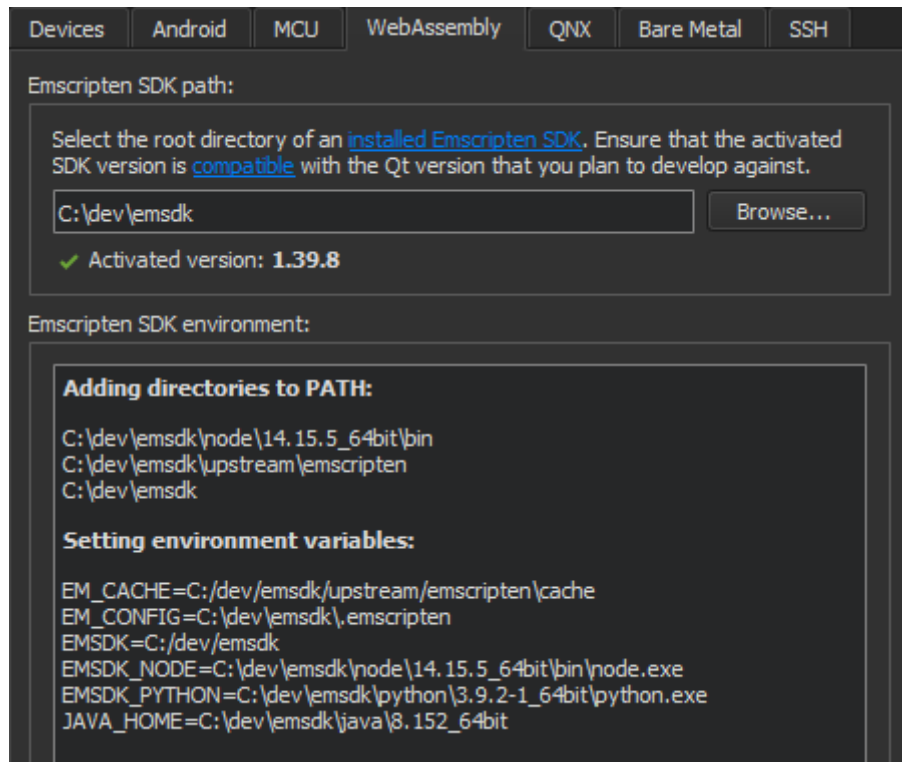 Devices Android MCU WebAssembly QNX Bare Metal SSH
Emscripten SDK path:
Select the root directory of an installed Emscripten SDK. Ensure that the activated
SDK version is compatible with the Qt version that you plan to develop against.
C:\dev\emsdk Browse...
Activated version: 1.39.8
Emscripten SDK environment:
Adding directories to PATH:
C:\dev\emsdk\node\14.15.5_64bit\bin
C:\dev\emsdk\upstream\emscripten
C:\dev\emsdk
Setting environment variables:
EM_CACHE=C:/dev/emsdk/upstream/emscripten\cache
EM_CONFIG=C:\dev\emsdk\.emscripten
EMSDK=C:/dev/emsdk
EMSDK_NODE=C:\dev\emsdk\node\14.15.5_64bit\bin\node.exe
EMSDK_PYTHON=C:\dev\emsdk\python\3.9.2-1_64bit\python.exe
JAVA_HOME=C:\dev\emsdk\java\8.152_64bit